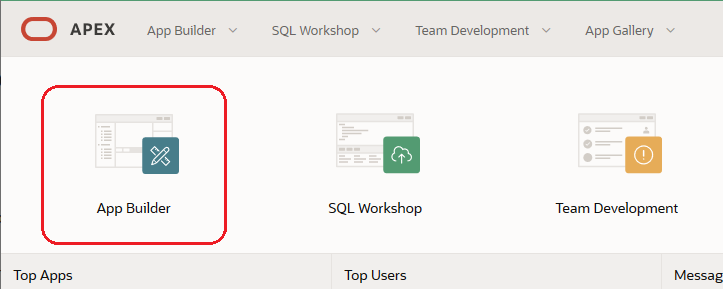 APEX App Builder SQL Workshop Team Development App Gallery
App Builder SQL Workshop Team Development
Top Apps Top Users Messag